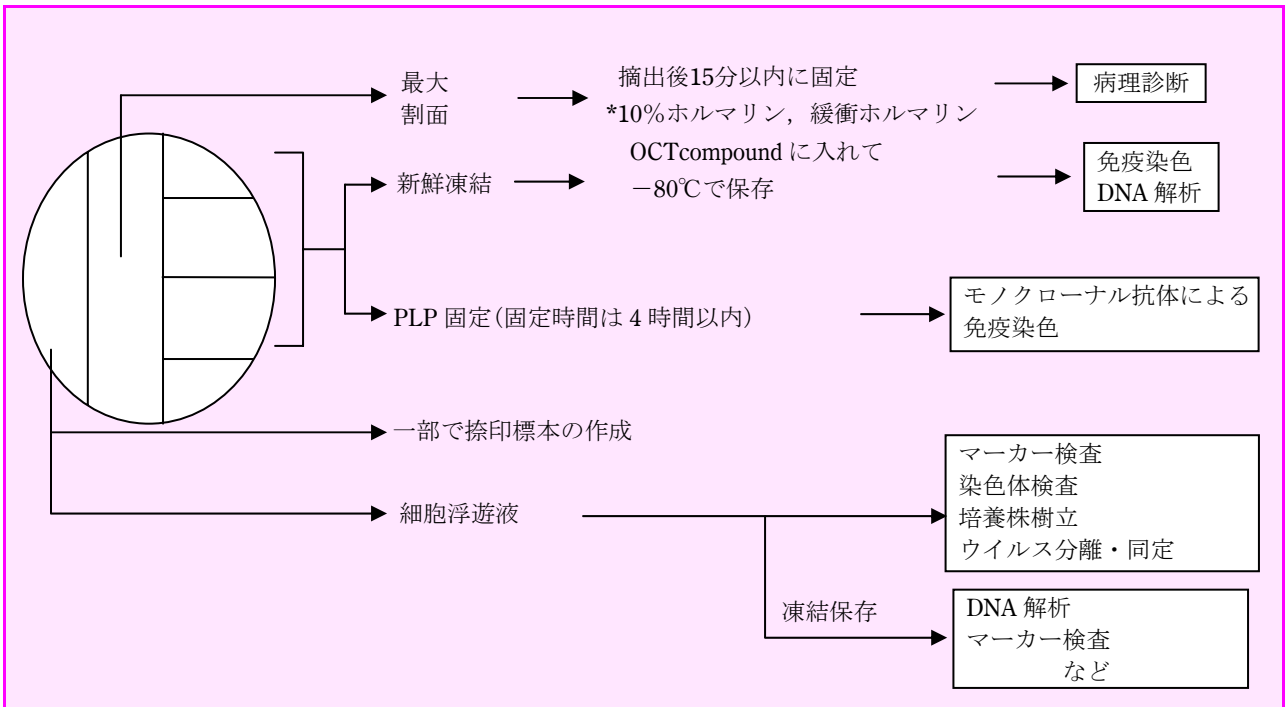 最大
割面
摘出後15分以内に固定
*10%ホルマリン，緩衝ホルマリン
病理診断
新鮮凍結
OCTcompound に入れて
－80℃で保存
免疫染色
DNA 解析
PLP 固定（固定時間は 4 時間以内）
モノクローナル抗体による
免疫染色
一部で捺印標本の作成
細胞浮遊液
マーカー検査
染色体検査
培養株樹立
ウイルス分離・同定
凍結保存
DNA 解析
マーカー検査
など